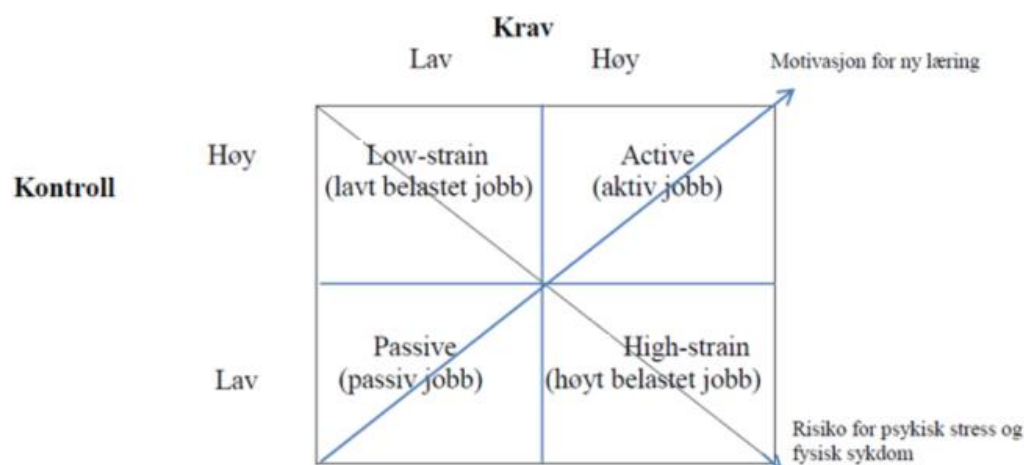 Krav
Lav Høy
Motivasjon for ny læring
Høy
Low-strain
(lavt belastet jobb)
Active
(aktiv jobb)
Kontroll
Lav
Passive
(passiv jobb)
High-strain
(høyt belastet jobb)
Risiko for psykisk stress og
fysisk sykdom